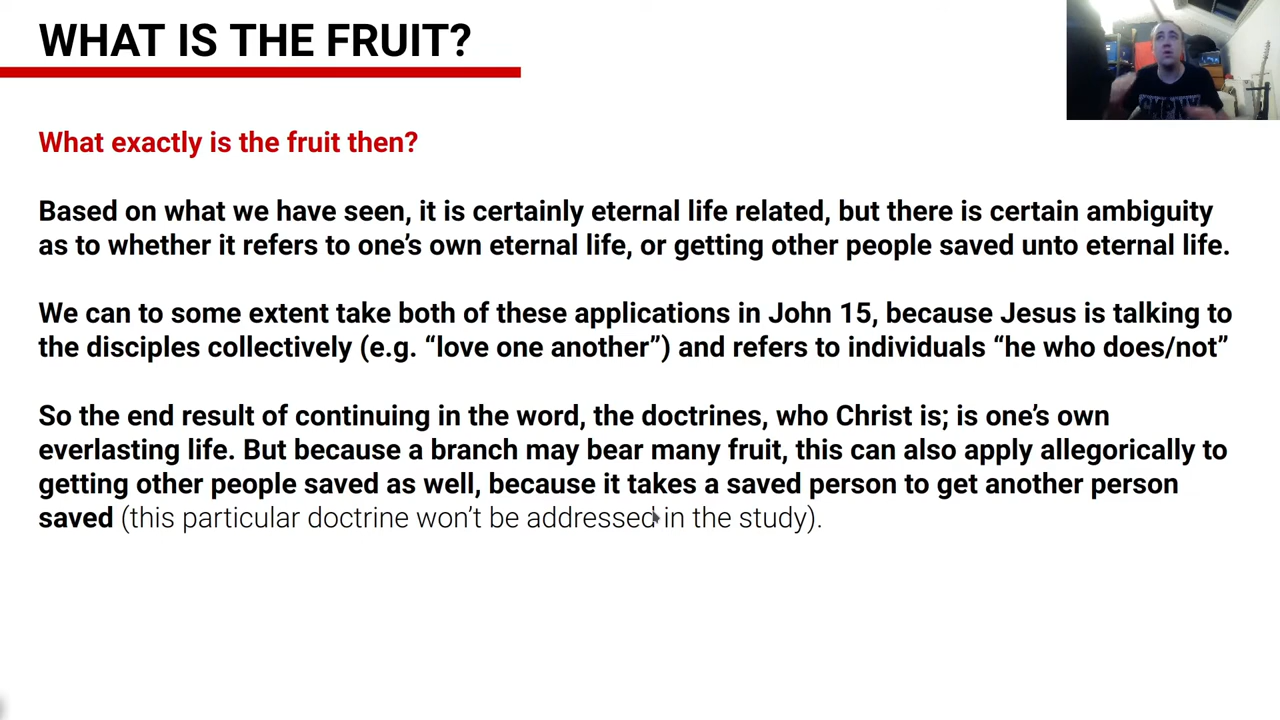 WHAT IS THE FRUIT?
What exactly is the fruit then?
Based on what we have seen, it is certainly eternal life related, but there is certain ambiguity
as to whether it refers to one’s own eternal life, or getting other people saved unto eternal life.
We can to some extent take both of these applications in John 15, because Jesus is talking to
the disciples collectively (e.g. “love one another”) and refers to individuals “he who does/not”
So the end result of continuing in the word, the doctrines, who Christ is; is one’s own
everlasting life. But because a branch may bear many fruit, this can also apply allegorically to
getting other people saved as well, because it takes a saved person to get another person
saved (this particular doctrine won’t be addressed in the study).